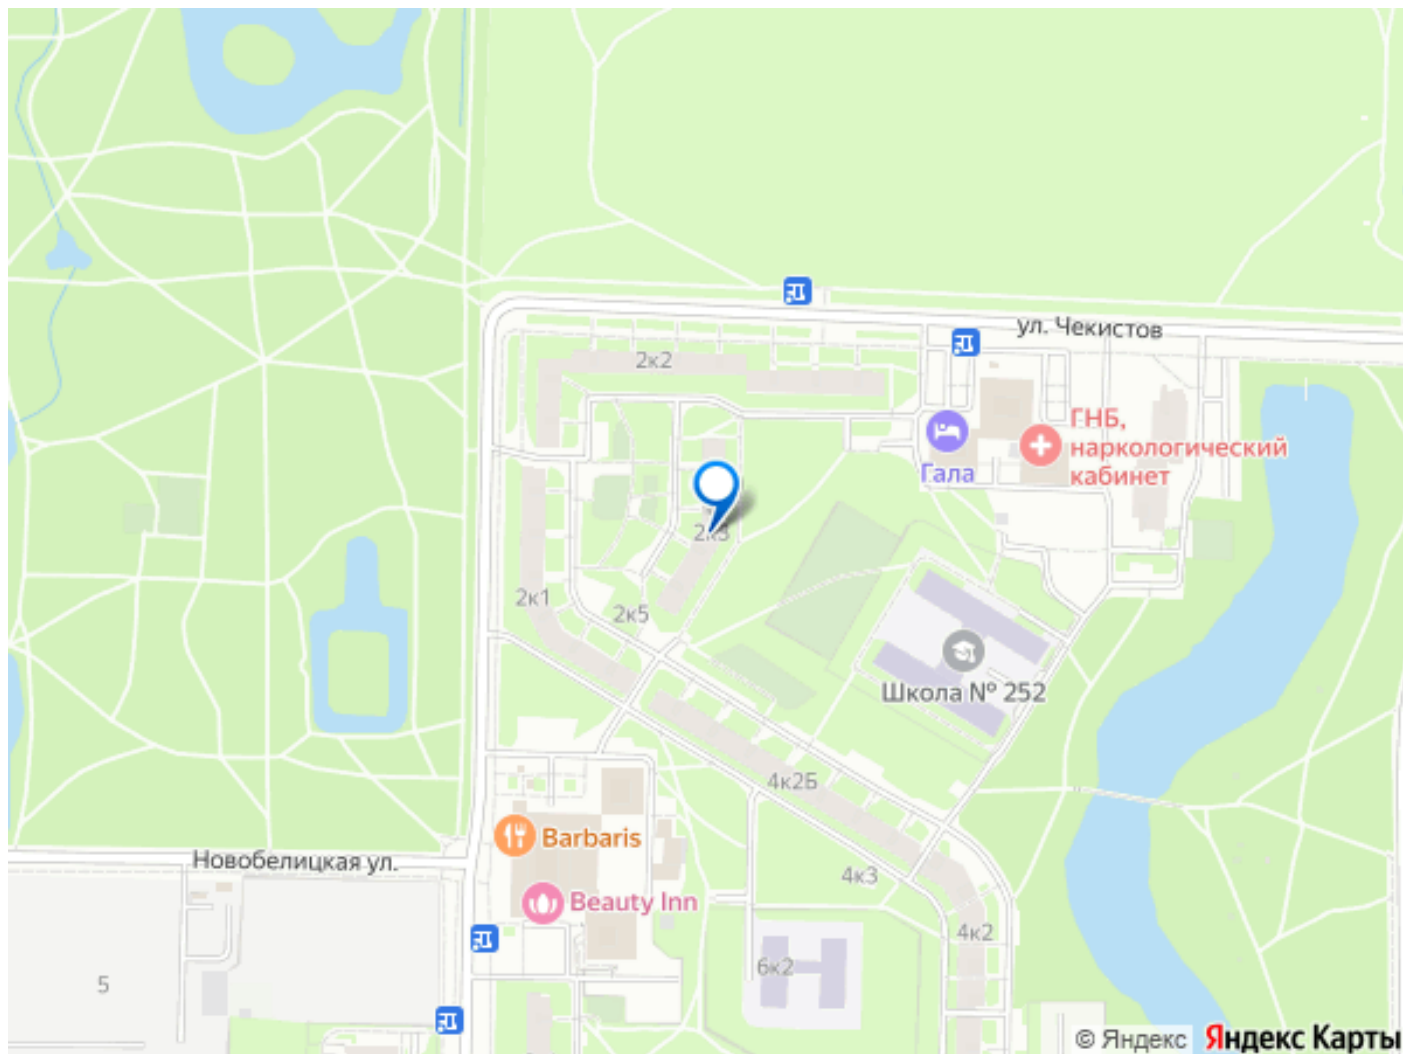 ул. Чекистов
2к2
ГНБ,
наркологический
кабинет
Гала
2к3
2к1
2к5
Школа № 252
4к2Б
Barbaris
Новобелицкая ул.
4к3
Beauty Inn
4к2
6к2
5
© Яндекс Яндекс Карты